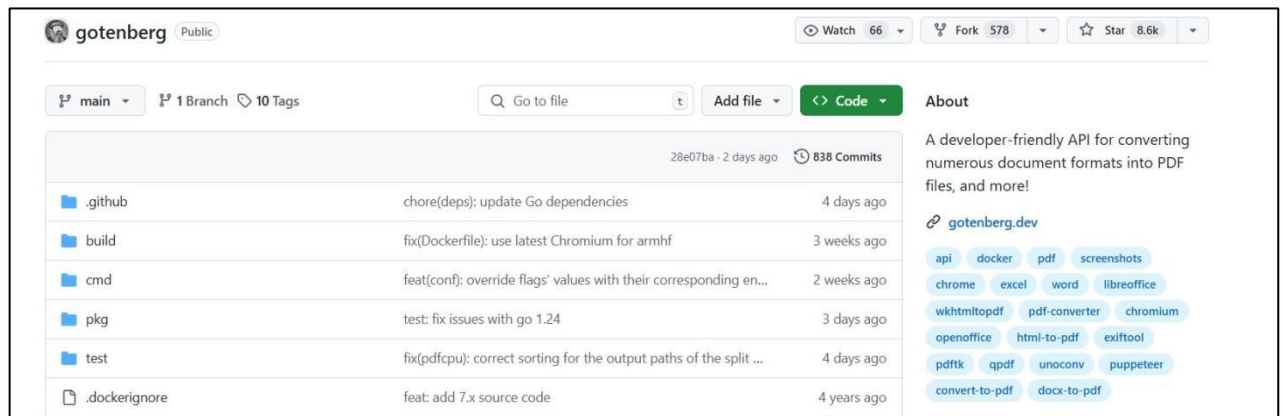 gotenberg Public Watch 66 Fork 578 Star 8.6k
main 1 Branch 10 Tags Go to file t Add file Code
28e07ba · 2 days ago 838 Commits
.github chore(deps): update Go dependencies 4 days ago
build fix(Dockerfile): use latest Chromium for armhf 3 weeks ago
cmd feat(conf): override flags' values with their corresponding en... 2 weeks ago
pkg test: fix issues with go 1.24 3 days ago
test fix(pdfcpu): correct sorting for the output paths of the split ... 4 days ago
.dockerignore feat: add 7.x source code 4 years ago
About
A developer-friendly API for converting
numerous document formats into PDF
files, and more!
gotenberg.dev
api docker pdf screenshots
chrome excel word libreoffice
wkhtmltopdf pdf-converter chromium
openoffice html-to-pdf exiftool
pdftk qpdf unoconv puppeteer
convert-to-pdf docx-to-pdf